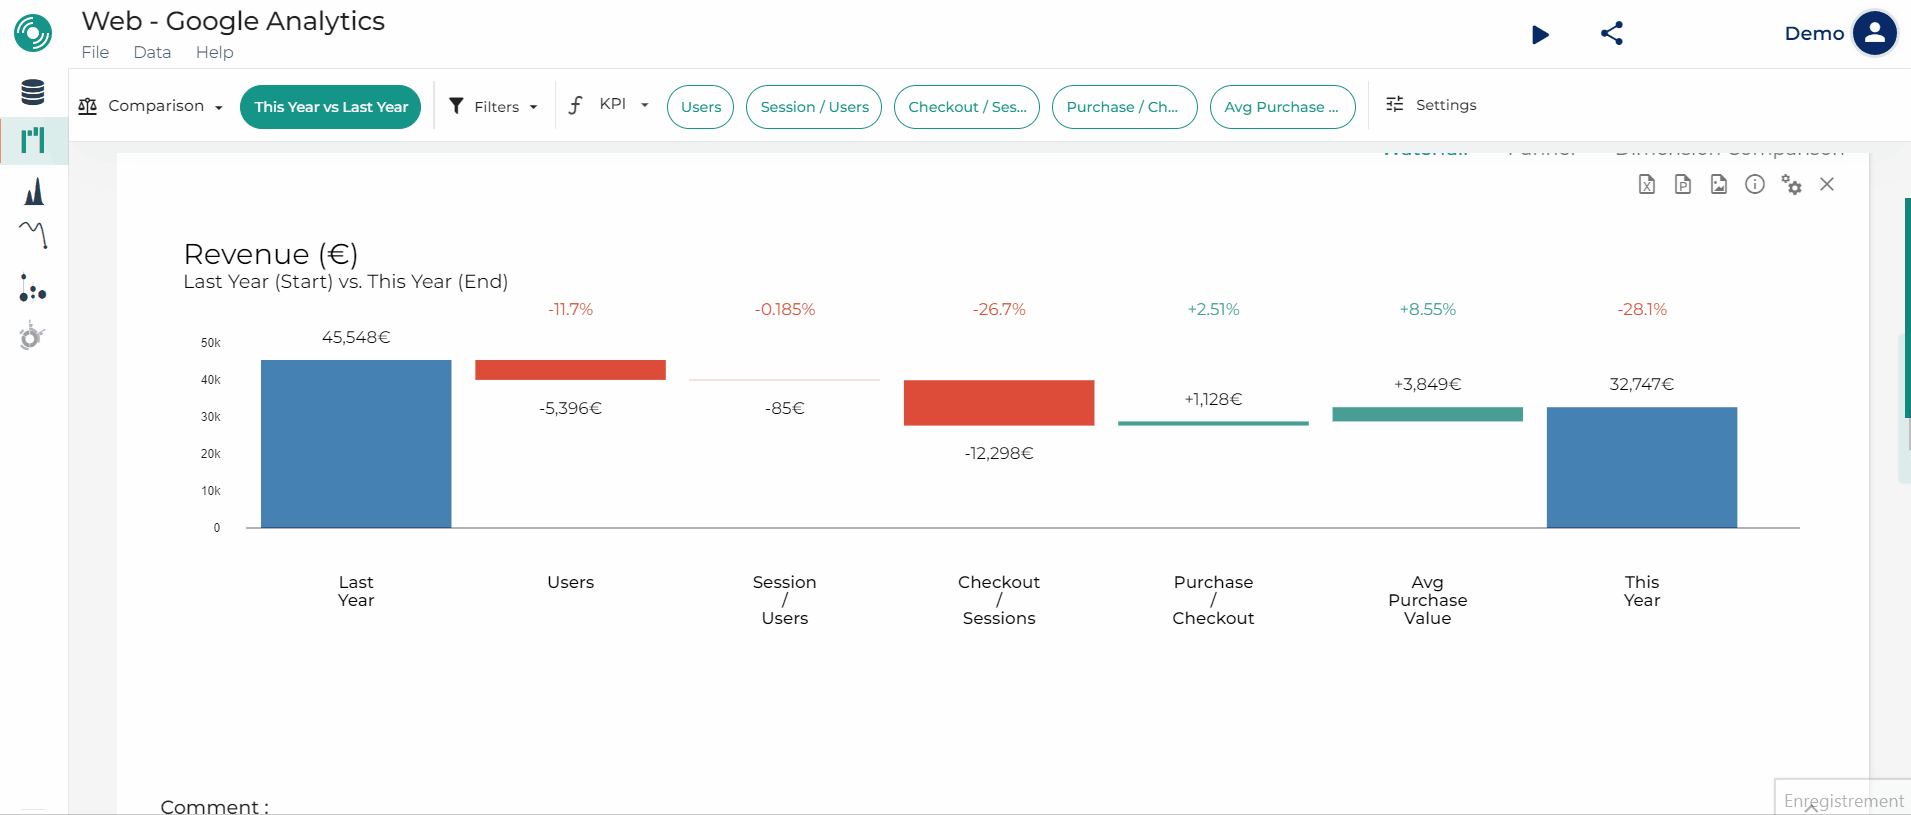 Web - Google Analytics
File Data Help
Demo
Comparison This Year vs Last Year Filters KPI Users Session / Users Checkout / Ses... Purchase / Ch... Avg Purchase ... Settings
Waterfall Funnel Dimension Comparison
Revenue (€)
Last Year (Start) vs. This Year (End)
-11.7% -0.185% -26.7% +2.51% +8.55% -28.1%
45,548€
50k
40k
30k
20k
10k
0
-5,396€
-85€
-12,298€
+1,128€
+3,849€
32,747€
Last
Year
Users
Session
/
Users
Checkout
/
Sessions
Purchase
/
Checkout
Avg
Purchase
Value
This
Year
Comment :
Enregistrement